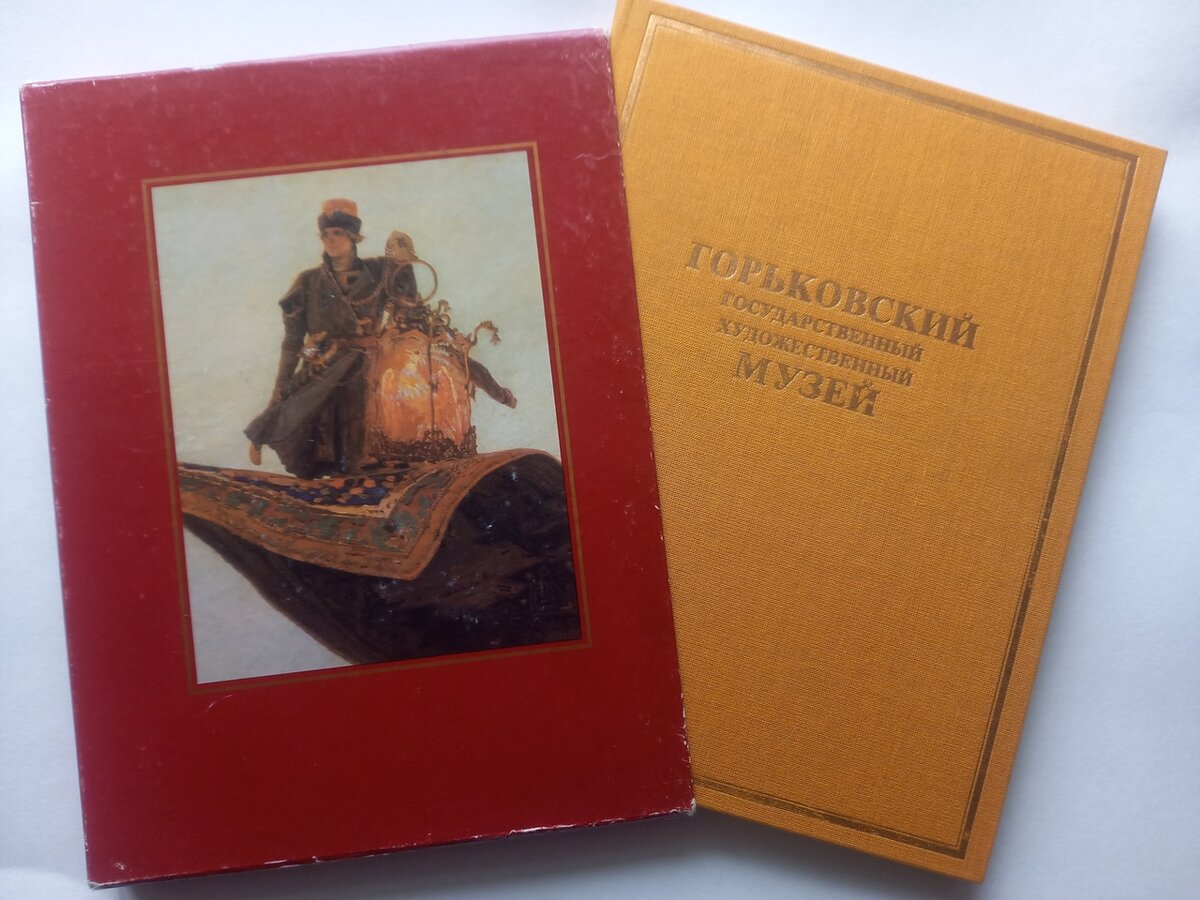 ГОРЬКОВСКИЙ
ГОСУДАРСТВЕННЫЙ
ХУДОЖЕСТВЕННЫЙ
МУЗЕЙ